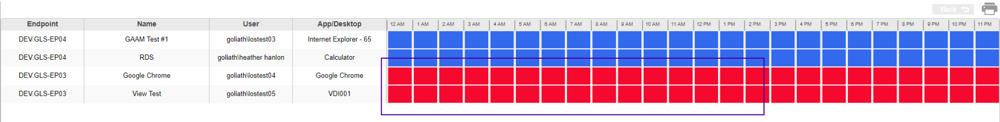 Back
Endpoint Name User App/Desktop 12 AM 1 AM 2 AM 3 AM 4 AM 5 AM 6 AM 7 AM 8 AM 9 AM 10 AM 11 AM 12 PM 1 PM 2 PM 3 PM 4 PM 5 PM 6 PM 7 PM 8 PM 9 PM 10 PM 11 PM
DEV.GLS-EP04 GAAM Test #1 goliath\lostest03 Internet Explorer - 65
DEV.GLS-EP04 RDS goliath\heather hanlon Calculator
DEV.GLS-EP03 Google Chrome goliath\lostest04 Google Chrome
DEV.GLS-EP03 View Test goliath\lostest05 VDI001